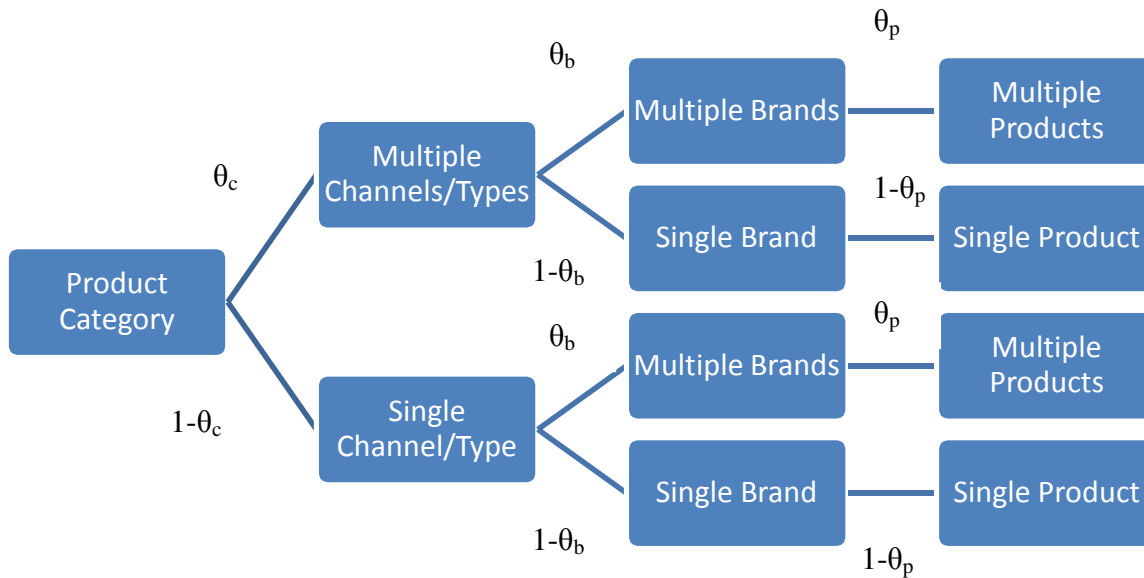 θp
θb
Multiple Brands
Multiple
Products
Multiple
Channels/Types
θc
1-θp
Single Brand
Single Product
1-θb
Product
Category
θb
θp
Multiple Brands
Multiple
Products
1-θc
Single
Channel/Type
Single Brand
Single Product
1-θb
1-θp